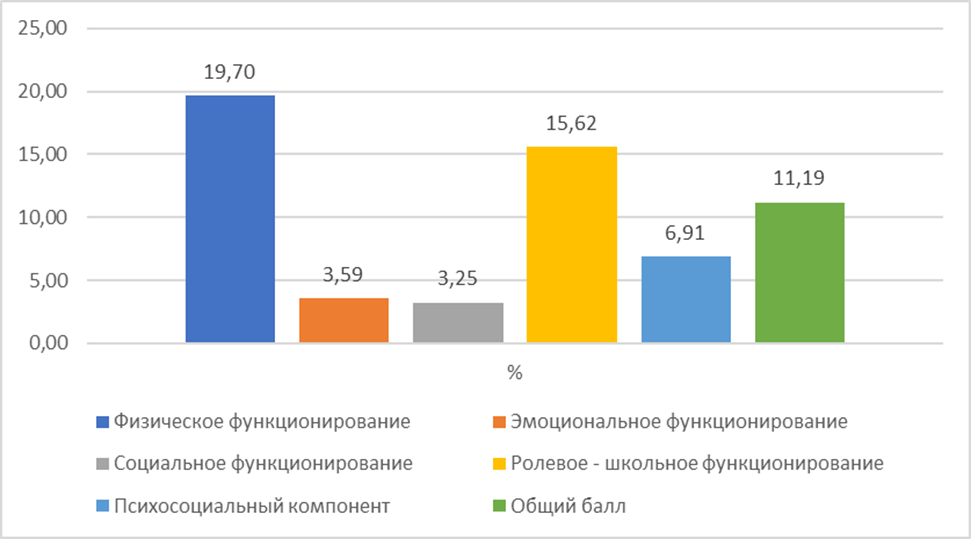 25,00
20,00
15,00
10,00
5,00
0,00
19,70
3,59
3,25
15,62
6,91
11,19
%
Физическое функционирование
Эмоциональное функционирование
Социальное функционирование
Ролевое - школьное функционирование
Психосоциальный компонент
Общий балл